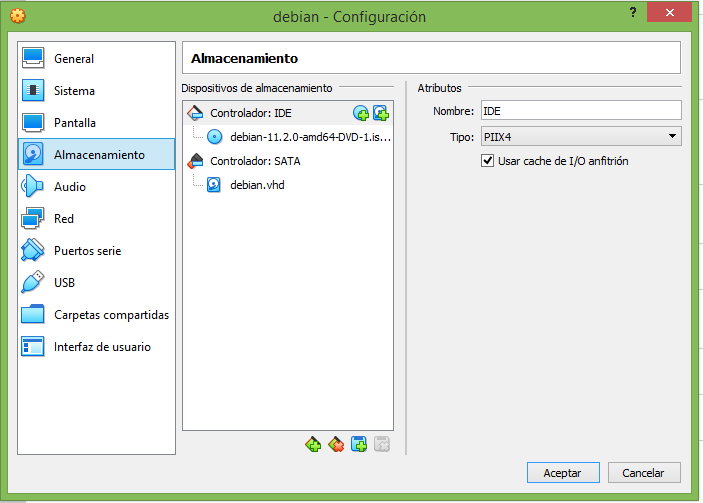 debian - Configuración
?
General
Sistema
Pantalla
Almacenamiento
Audio
Red
Puertos serie
USB
Carpetas compartidas
Interfaz de usuario
Almacenamiento
Dispositivos de almacenamiento
Controlador: IDE
debian-11.2.0-amd64-DVD-1.is...
Controlador: SATA
debian.vhd
Atributos
Nombre: IDE
Tipo: PIIX4
Usar cache de I/O anfitrión
Aceptar
Cancelar